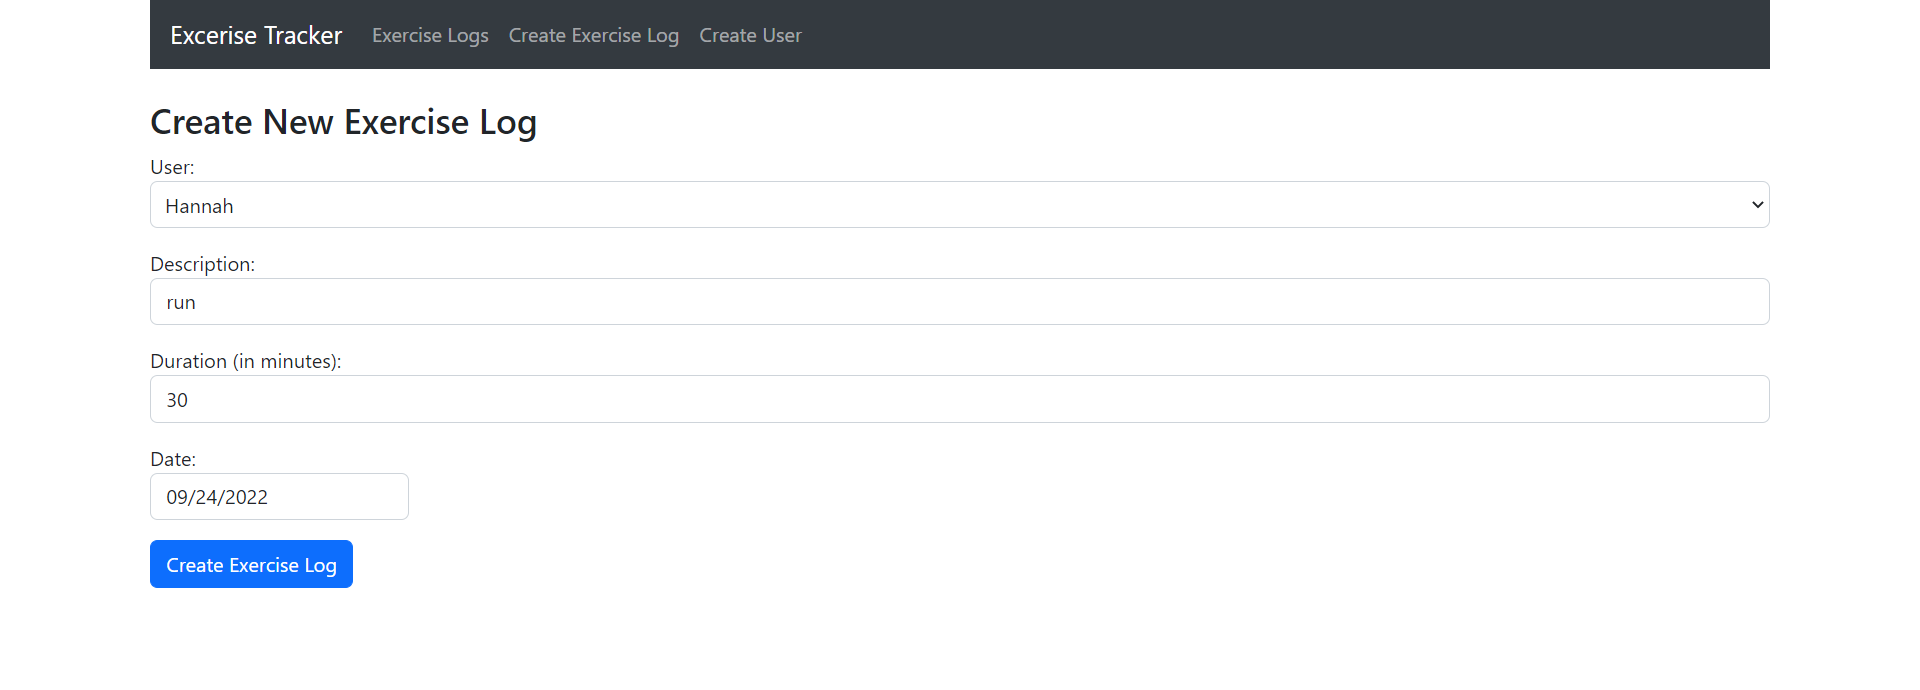 Excerise Tracker Exercise Logs Create Exercise Log Create User
Create New Exercise Log
User:
Hannah
Description:
run
Duration (in minutes):
30
Date:
09/24/2022
Create Exercise Log